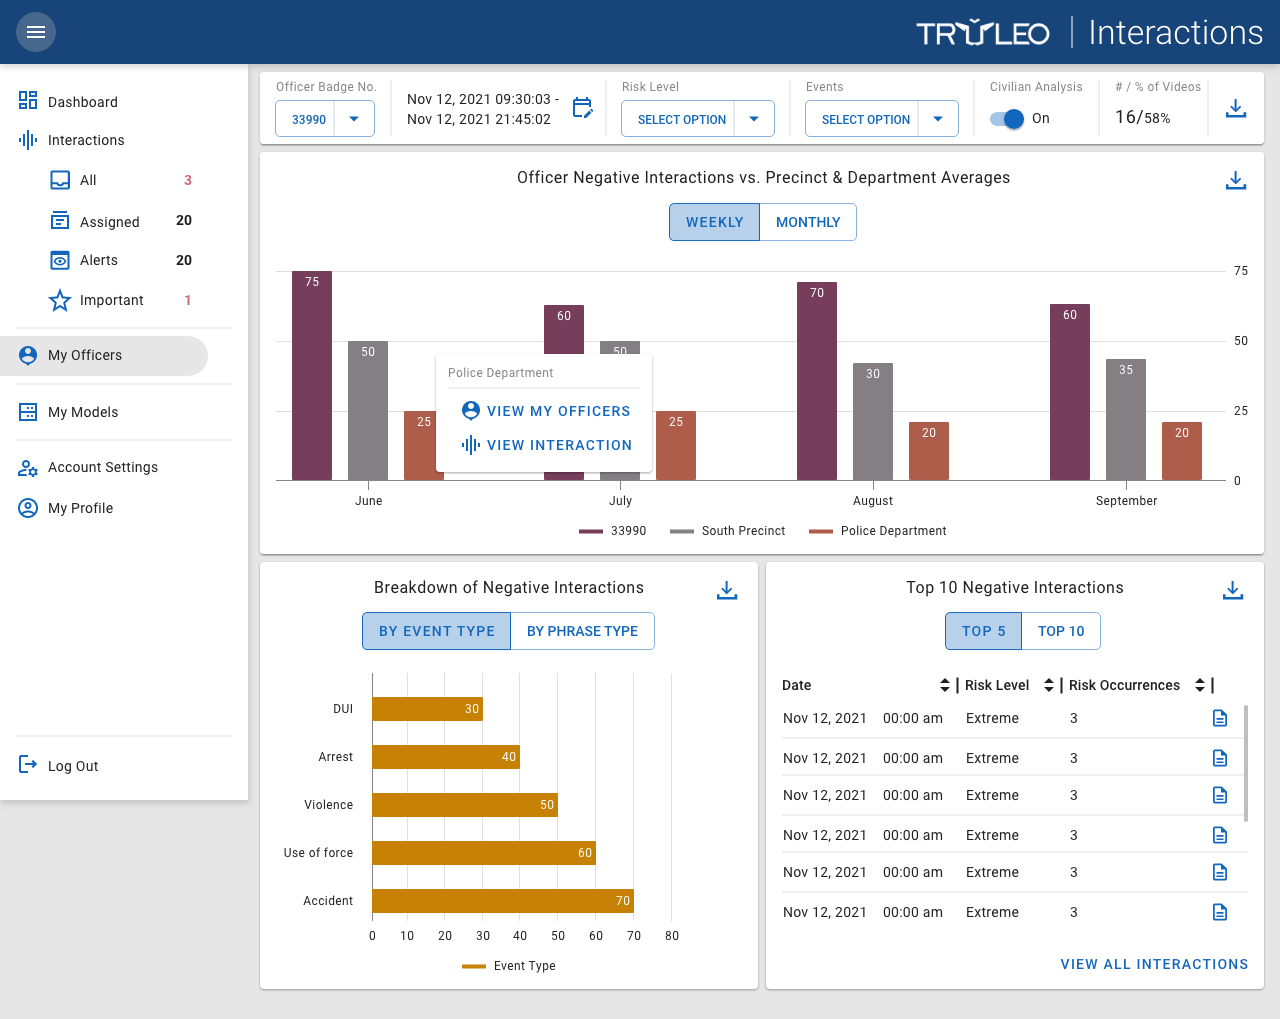 TRULEO | Interactions
Dashboard
Interactions
All 3
Assigned 20
Alerts 20
Important 1
My Officers
My Models
Account Settings
My Profile
Log Out
Officer Badge No.
33990
Nov 12, 2021 09:30:03 -
Nov 12, 2021 21:45:02
Risk Level
SELECT OPTION
Events
SELECT OPTION
Civilian Analysis
On
# / % of Videos
16/58%
Officer Negative Interactions vs. Precinct & Department Averages
WEEKLY MONTHLY
75
50
25
0
75 50 25
60 50 25
70 30 20
60 35 20
Police Department
VIEW MY OFFICERS
VIEW INTERACTION
June July August September
33990 South Precinct Police Department
Breakdown of Negative Interactions
BY EVENT TYPE BY PHRASE TYPE
DUI 30
Arrest 40
Violence 50
Use of force 60
Accident 70
0 10 20 30 40 50 60 70 80
Event Type
Top 10 Negative Interactions
TOP 5 TOP 10
Date Risk Level Risk Occurrences
Nov 12, 2021 00:00 am Extreme 3
Nov 12, 2021 00:00 am Extreme 3
Nov 12, 2021 00:00 am Extreme 3
Nov 12, 2021 00:00 am Extreme 3
Nov 12, 2021 00:00 am Extreme 3
Nov 12, 2021 00:00 am Extreme 3
VIEW ALL INTERACTIONS